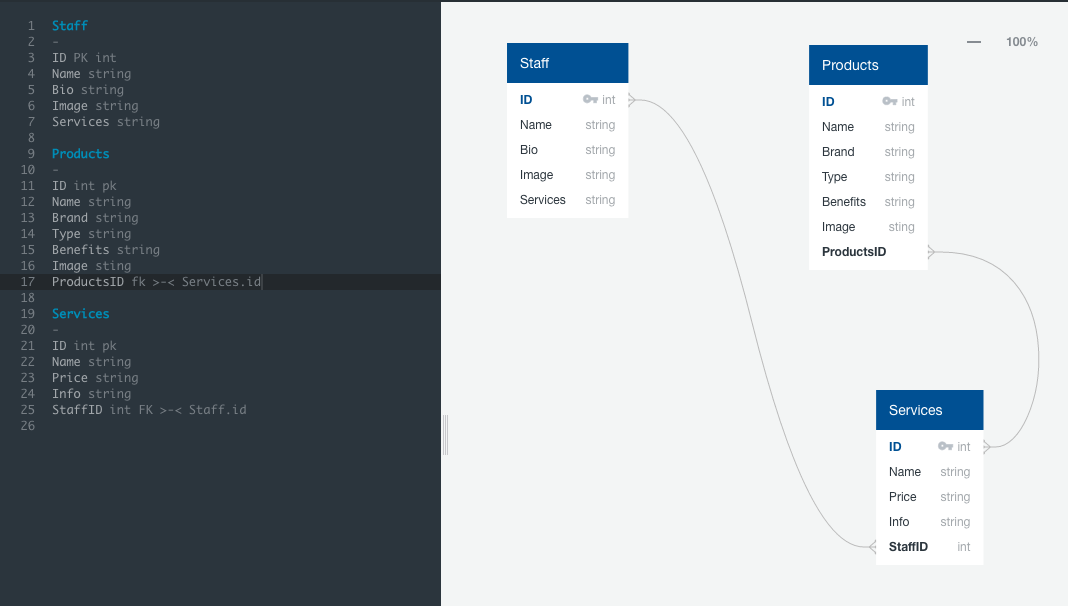 1 Staff
2 -
3 ID PK int
4 Name string
5 Bio string
6 Image string
7 Services string
8
9 Products
10 -
11 ID int pk
12 Name string
13 Brand string
14 Type string
15 Benefits string
16 Image sting
17 ProductsID fk >-< Services.id
18
19 Services
20 -
21 ID int pk
22 Name string
23 Price string
24 Info string
25 StaffID int FK >-< Staff.id
26
100%
Staff
ID int
Name string
Bio string
Image string
Services string
Products
ID int
Name string
Brand string
Type string
Benefits string
Image sting
ProductsID
Services
ID int
Name string
Price string
Info string
StaffID int